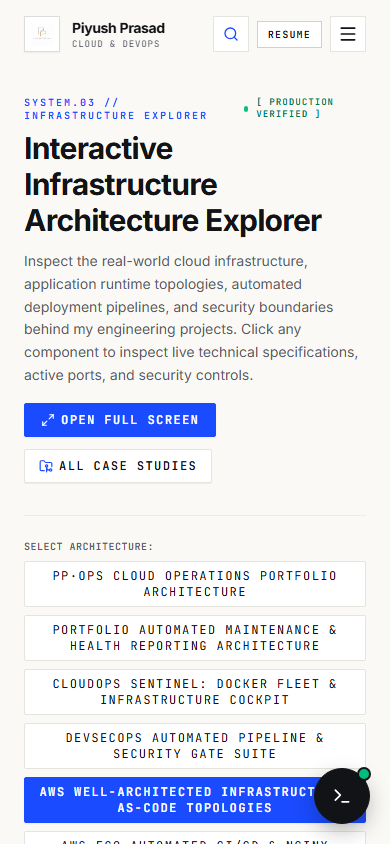 Piyush Prasad
CLOUD & DEVOPS
RESUME
SYSTEM.03 //
INFRASTRUCTURE EXPLORER
[ PRODUCTION
VERIFIED ]
Interactive
Infrastructure
Architecture Explorer
Inspect the real-world cloud infrastructure,
application runtime topologies, automated
deployment pipelines, and security boundaries
behind my engineering projects. Click any
component to inspect live technical specifications,
active ports, and security controls.
OPEN FULL SCREEN
ALL CASE STUDIES
SELECT ARCHITECTURE:
PP·OPS CLOUD OPERATIONS PORTFOLIO
ARCHITECTURE
PORTFOLIO AUTOMATED MAINTENANCE &
HEALTH REPORTING ARCHITECTURE
CLOUDOPS SENTINEL: DOCKER FLEET &
INFRASTRUCTURE COCKPIT
DEVSECOPS AUTOMATED PIPELINE &
SECURITY GATE SUITE
AWS WELL-ARCHITECTED
AS-CODE TOPOLOGIES